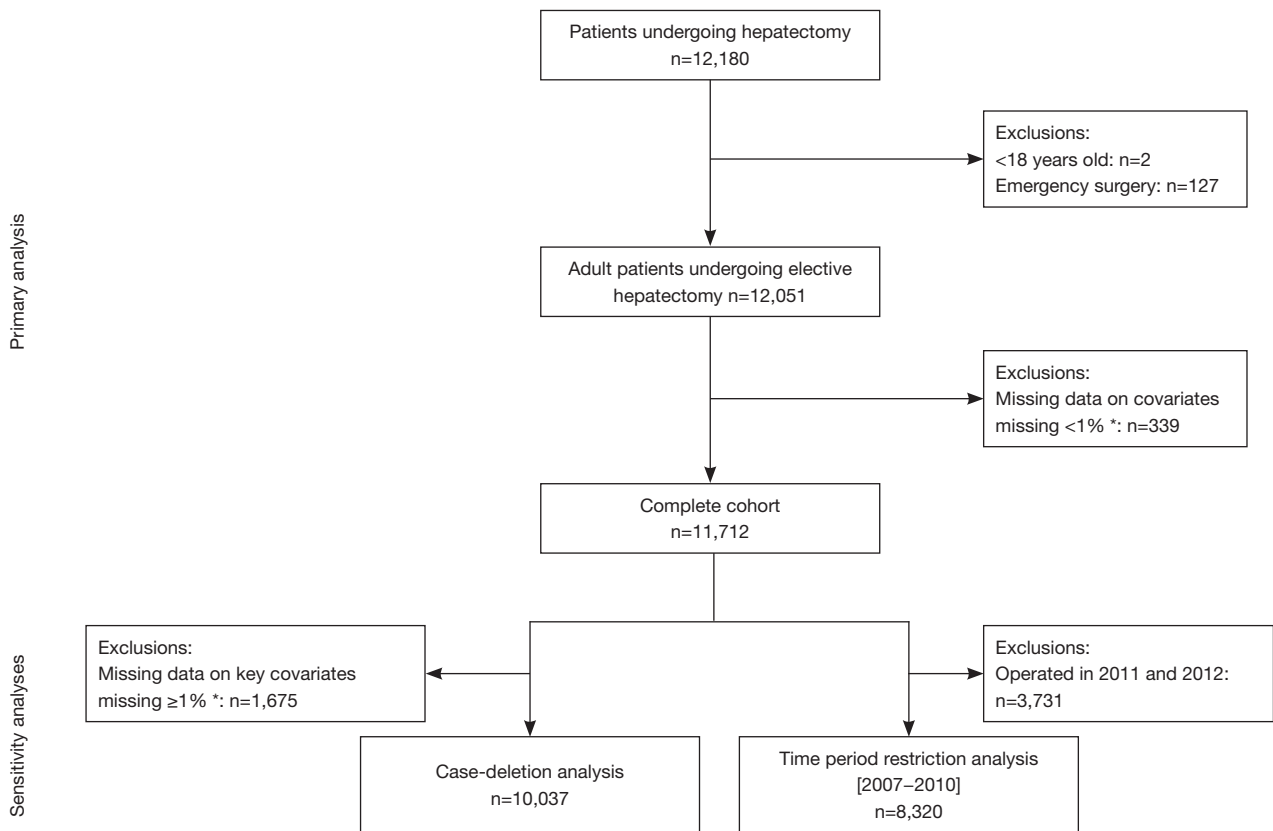 Patients undergoing hepatectomy
n=12,180
Exclusions:
<18 years old: n=2
Emergency surgery: n=127
Primary analysis
Adult patients undergoing elective
hepatectomy n=12,051
Exclusions:
Missing data on covariates
missing <1% *: n=339
Complete cohort
n=11,712
Sensitivity analyses
Exclusions:
Missing data on key covariates
missing ≥1% *: n=1,675
Exclusions:
Operated in 2011 and 2012:
n=3,731
Case-deletion analysis
n=10,037
Time period restriction analysis
[2007–2010]
n=8,320